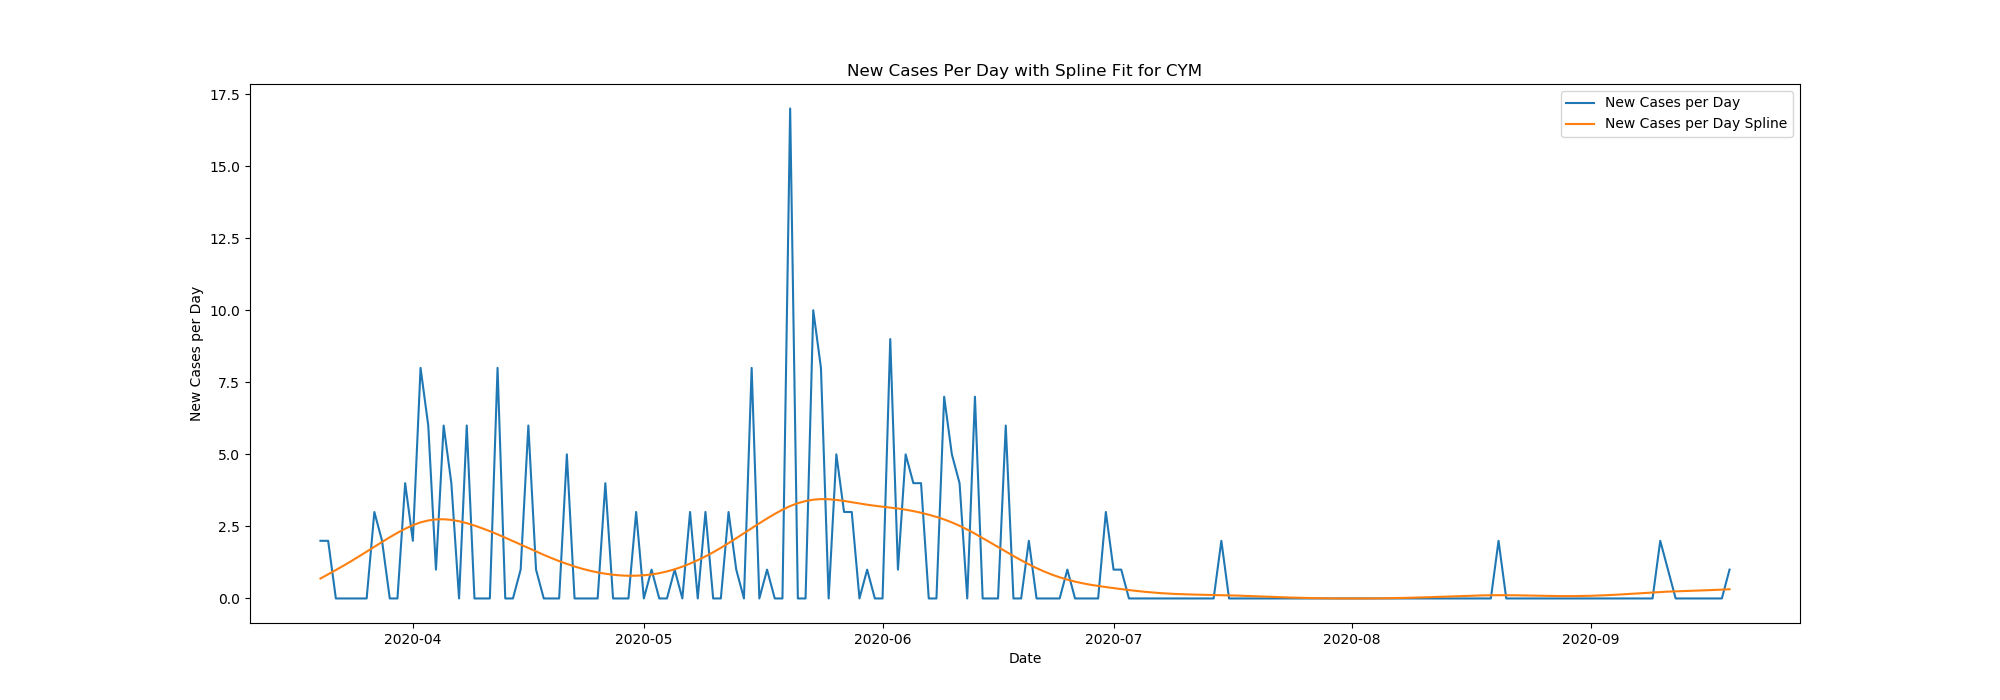 New Cases Per Day with Spline Fit for CYM
New Cases per Day
New Cases per Day Spline
17.5
15.0
12.5
10.0
7.5
5.0
2.5
0.0
New Cases per Day
2020-04 2020-05 2020-06 2020-07 2020-08 2020-09
Date